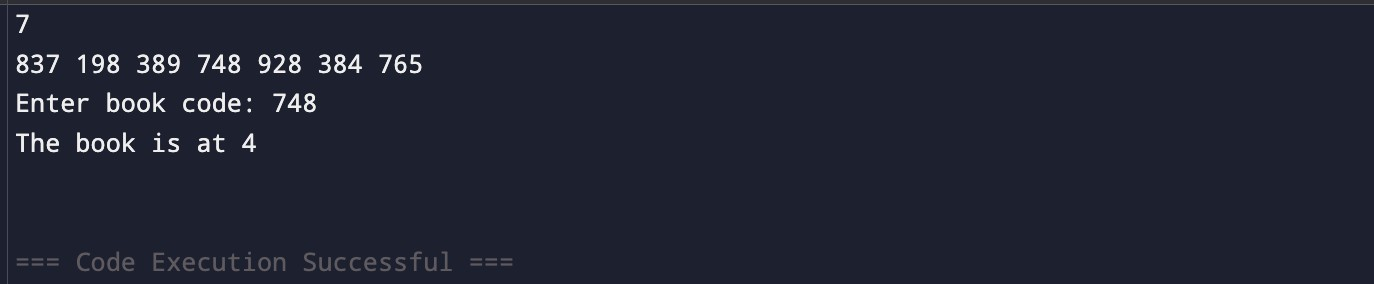 7
837 198 389 748 928 384 765
Enter book code: 748
The book is at 4
=== Code Execution Successful ===